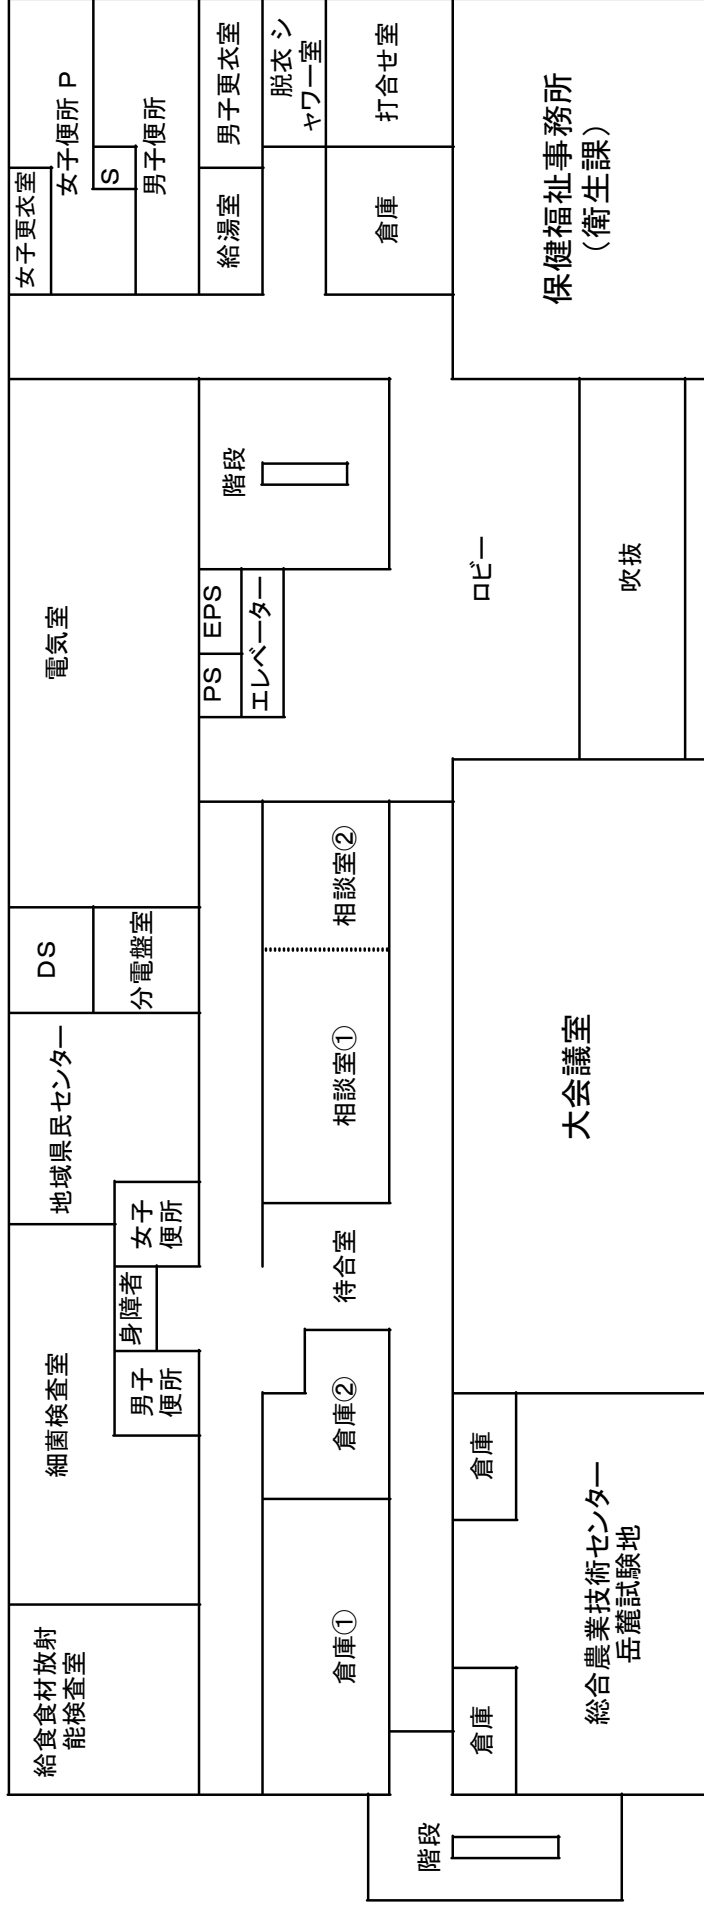 給食食材放射
能検査室
細菌検査室
男子
便所
身障者
女子
便所
地域県民センター
DS
分電盤室
電気室
女子更衣室
女子便所 P
S
男子便所
倉庫①
倉庫②
待合室
相談室①
相談室②
PS
EPS
エレベーター
階段
給湯室
男子更衣室
脱衣 シ
ャワー室
倉庫
打合せ室
ロビー
吹抜
階段
倉庫
倉庫
総合農業技術センター
岳麓試験地
大会議室
保健福祉事務所
（衛生課）